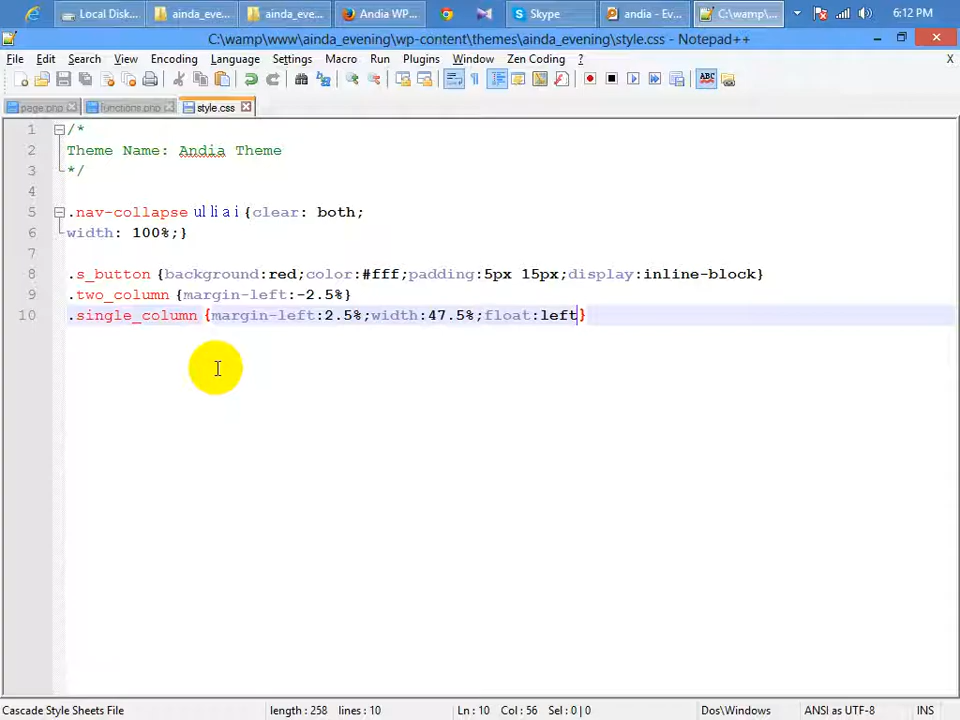 Local Disk...
ainda_eve...
ainda_eve...
Andia WP...
Skype
andia - Ev...
C:\wamp\...
6:12 PM
C:\wamp\www\ainda_evening\wp-content\themes\ainda_evening\style.css - Notepad++
File Edit Search View Encoding Language Settings Macro Run Plugins Window Zen Coding ? X
page.php functions.php style.css
1 /*
2 Theme Name: Andia Theme
3 */
4
5 .nav-collapse ul li a i {clear: both;
6 width: 100%;}
7
8 .s_button {background:red;color:#fff;padding:5px 15px;display:inline-block}
9 .two_column {margin-left:-2.5%}
10 .single_column {margin-left:2.5%;width:47.5%;float:left}
Cascade Style Sheets File length : 258 lines : 10 Ln : 10 Col : 56 Sel : 0 | 0 Dos\Windows ANSI as UTF-8 INS